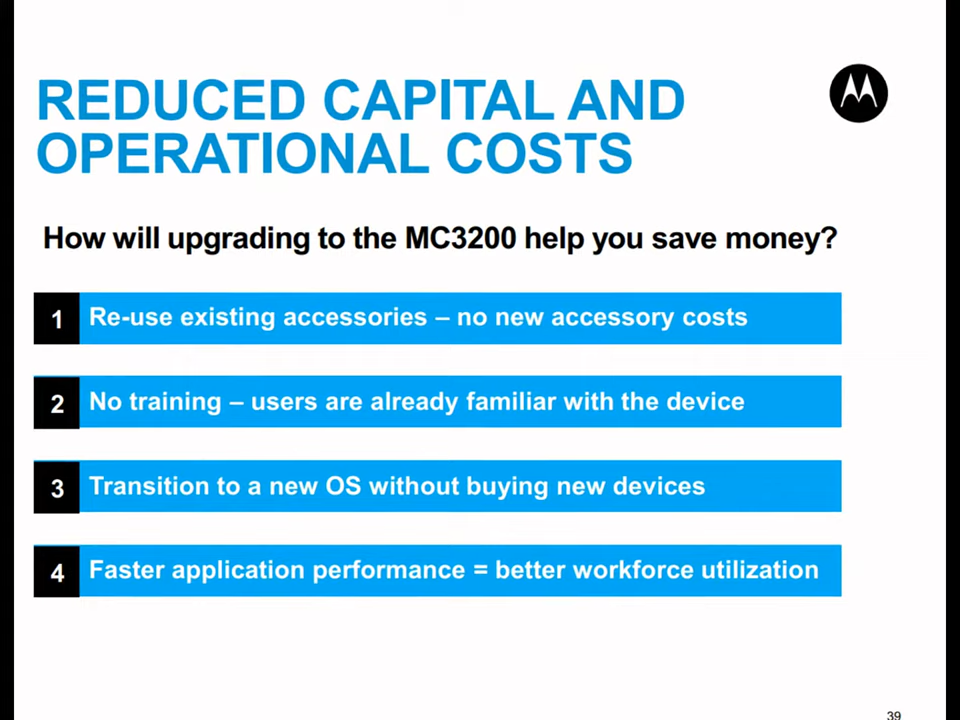 REDUCED CAPITAL AND
OPERATIONAL COSTS
How will upgrading to the MC3200 help you save money?
1 Re-use existing accessories – no new accessory costs
2 No training – users are already familiar with the device
3 Transition to a new OS without buying new devices
4 Faster application performance = better workforce utilization
39